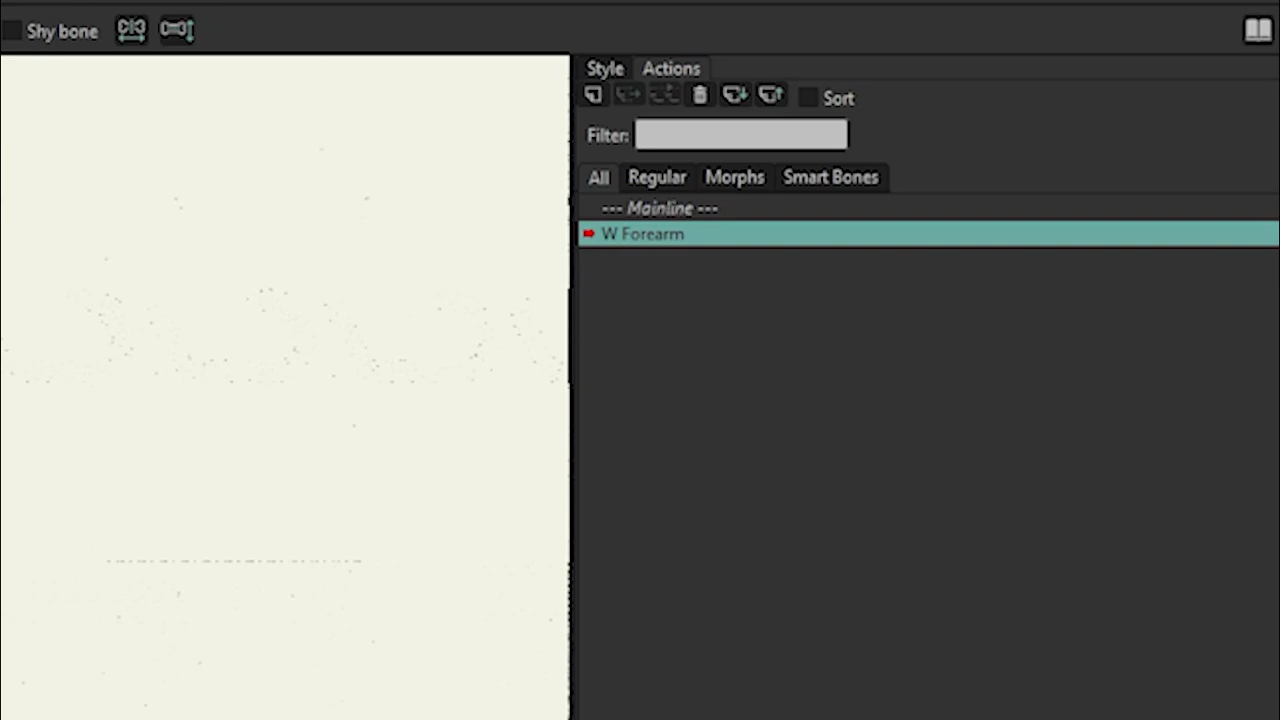 Shy bone
Style Actions
Sort
Filter:
All Regular Morphs Smart Bones
--- Mainline ---
W Forearm